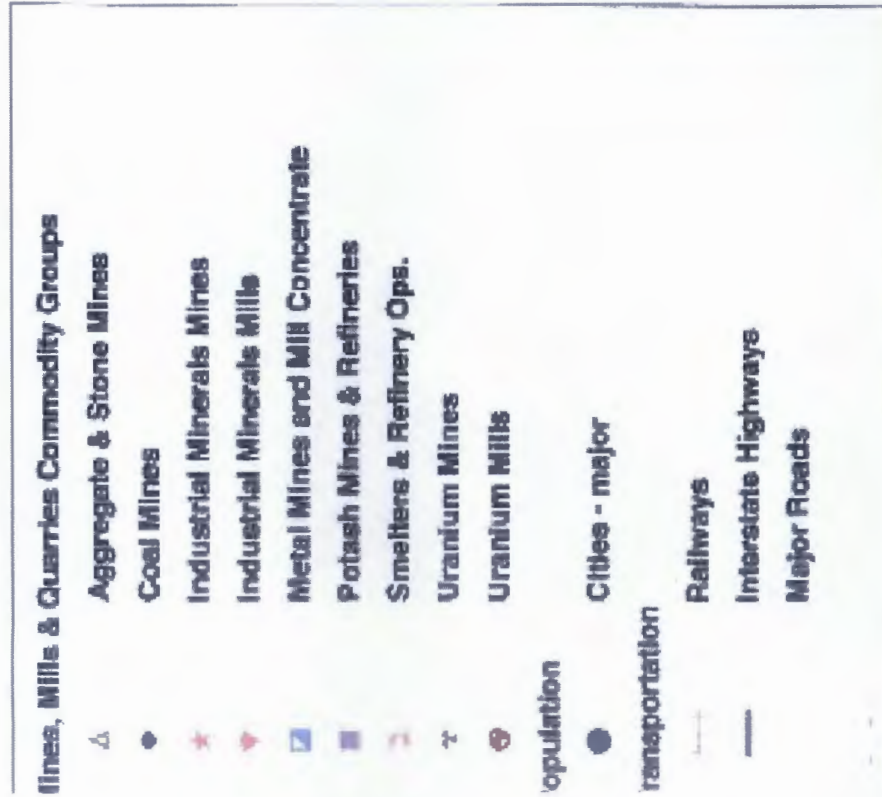 lines, Mills & Quarries Commodity Groups
Aggregate & Stone Mines
Coal Mines
Industrial Minerals Mines
Industrial Minerals Mills
Metal Mines and Mill Concentrate
Potash Mines & Refineries
Smelters & Refinery Ops.
Uranium Mines
Uranium Mills
opulation
Cities - major
ransportation
Railways
Interstate Highways
Major Roads